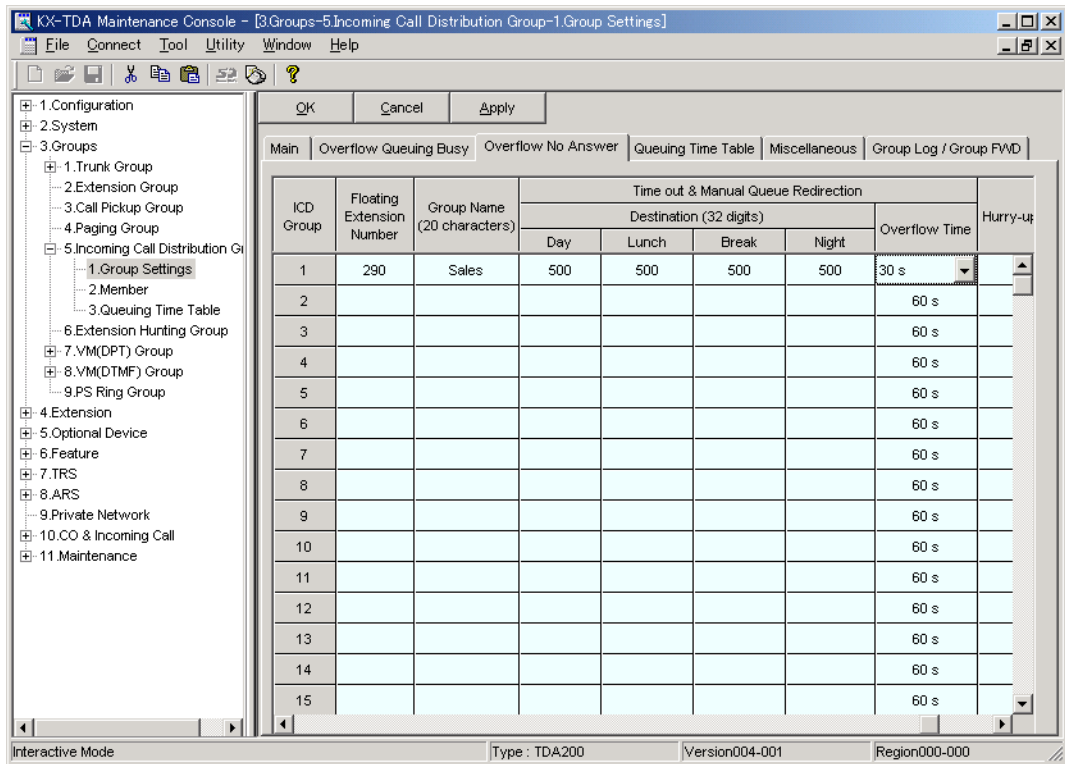 KX-TDA Maintenance Console - [3.Groups-5.Incoming Call Distribution Group-1.Group Settings]
File Connect Tool Utility Window Help
1.Configuration
2.System
3.Groups
1.Trunk Group
2.Extension Group
3.Call Pickup Group
4.Paging Group
5.Incoming Call Distribution Gr
1.Group Settings
2.Member
3.Queuing Time Table
6.Extension Hunting Group
7.VM(DPT) Group
8.VM(DTMF) Group
9.PS Ring Group
4.Extension
5.Optional Device
6.Feature
7.TRS
8.ARS
9.Private Network
10.CO & Incoming Call
11.Maintenance
OK Cancel Apply
Main Overflow Queuing Busy Overflow No Answer Queuing Time Table Miscellaneous Group Log / Group FWD
ICD Group
Floating Extension Number
Group Name (20 characters)
Time out & Manual Queue Redirection
Destination (32 digits)
Day Lunch Break Night
Overflow Time
Hurry-up
1 290 Sales 500 500 500 500 30 s
2 60 s
3 60 s
4 60 s
5 60 s
6 60 s
7 60 s
8 60 s
9 60 s
10 60 s
11 60 s
12 60 s
13 60 s
14 60 s
15 60 s
Interactive Mode Type : TDA200 Version004-001 Region000-000